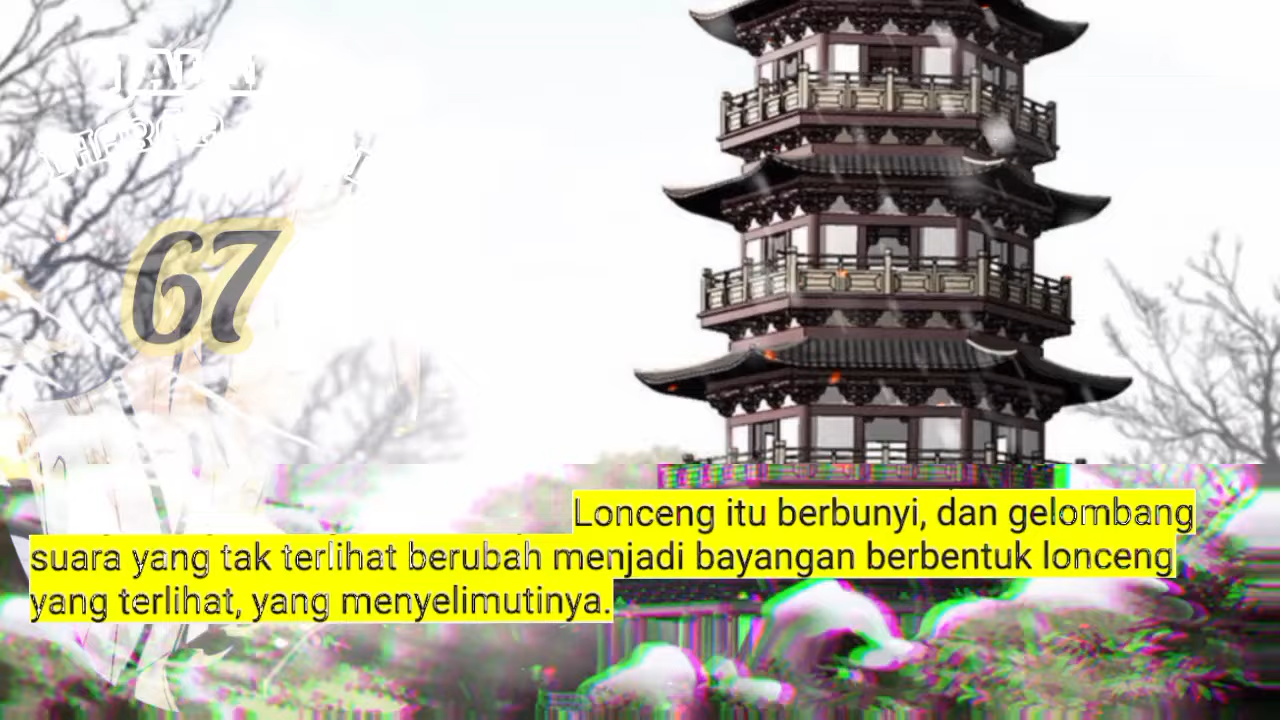 67
Lonceng itu berbunyi, dan gelombang
suara yang tak terlihat berubah menjadi bayangan berbentuk lonceng
yang terlihat, yang menyelimutinya.